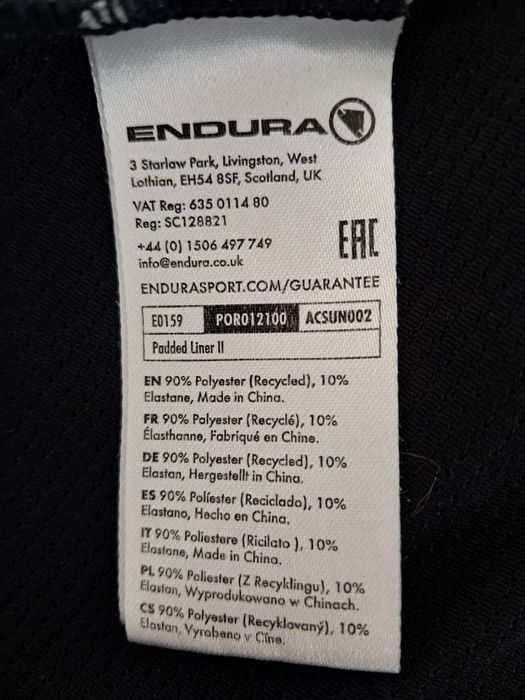 ENDURA
3 Starlaw Park, Livingston, West
Lothian, EH54 8SF, Scotland, UK
VAT Reg: 635 0114 80
Reg: SC128821
+44 (0) 1506 497 749
info@endura.co.uk
EAC
ENDURASPORT.COM/GUARANTEE
E0159 POR012100 ACSUN002
Padded Liner II
EN 90% Polyester (Recycled), 10%
Elastane, Made in China.
FR 90% Polyester (Recyclé), 10%
Élasthanne, Fabriqué en Chine.
DE 90% Polyester (Recycled), 10%
Elastan, Hergestellt in China.
ES 90% Políester (Reciclado), 10%
Elastano, Hecho en China.
IT 90% Poliestere (Ricilato ), 10%
Elastane, Made in China.
PL 90% Poliester (Z Recyklingu), 10%
Elastan, Wyprodukowano w Chinach.
CS 90% Polyester (Recyklovaný), 10%
Elastan, Vyrobeno v Číne.